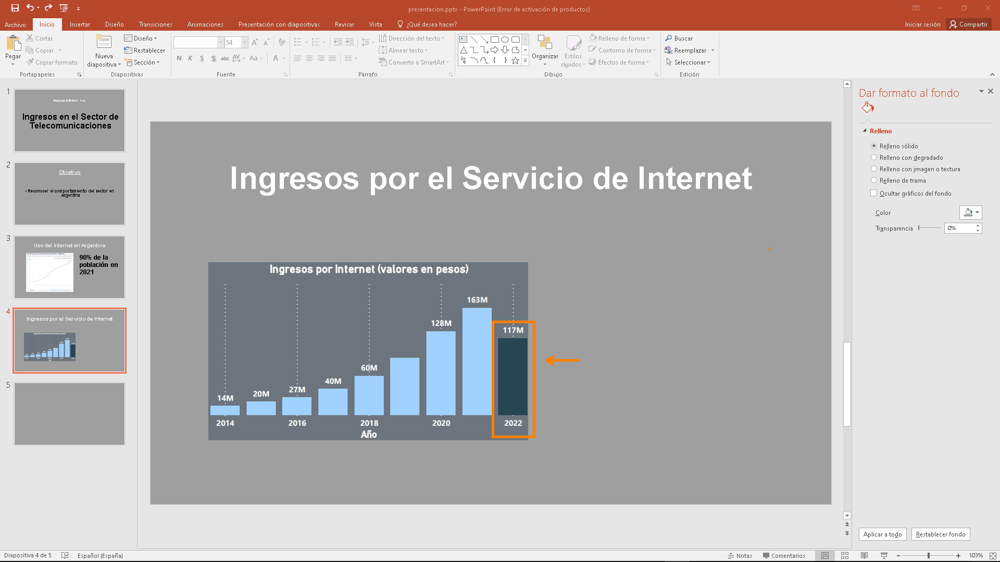 presentacion.pptx - PowerPoint (Error de activación de productos)
Archivo Inicio Insertar Diseño Transiciones Animaciones Presentación con diapositivas Revisar Vista ¿Qué desea hacer? Iniciar sesión Compartir
Pegar
Cortar
Copiar
Copiar formato
Portapapeles
Nueva diapositiva
Diseño
Restablecer
Sección
Diapositivas
54
N K S S abc AV Aa A
Fuente
Dirección del texto
Alinear texto
Convertir a SmartArt
Párrafo
Organizar
Estilos rápidos
Relleno de forma
Contorno de forma
Efectos de forma
Dibujo
Buscar
Reemplazar
Seleccionar
Edición
1
Ingresos en el Sector de
Telecomunicaciones
2
Objetivo
• Reconocer el comportamiento del sector en
Argentina
3
Uso del Internet en Argentina
90% de la
población en
2021
4
Ingresos por el Servicio de Internet
5
Ingresos por el Servicio de Internet
Ingresos por Internet (valores en pesos)
14M 20M 27M 40M 60M 128M 163M 117M
2014 2016 2018 2020 2022
Año
Dar formato al fondo
Relleno
Relleno sólido
Relleno con degradado
Relleno con imagen o textura
Relleno de trama
Ocultar gráficos del fondo
Color
Transparencia 0%
Aplicar a todo Restablecer fondo
Diapositiva 4 de 5 Español (España) Notas Comentarios 103%